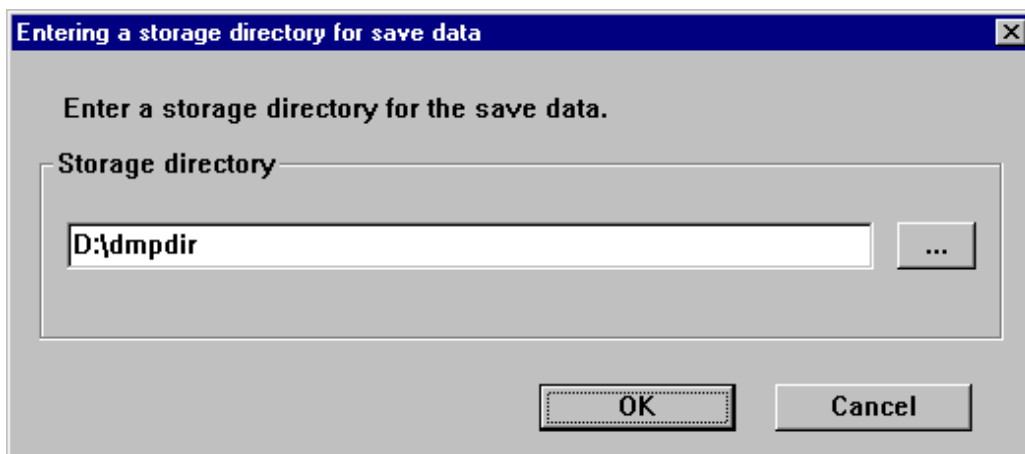 Entering a storage directory for save data
Enter a storage directory for the save data.
Storage directory
D:\dmpdir
...
OK
Cancel